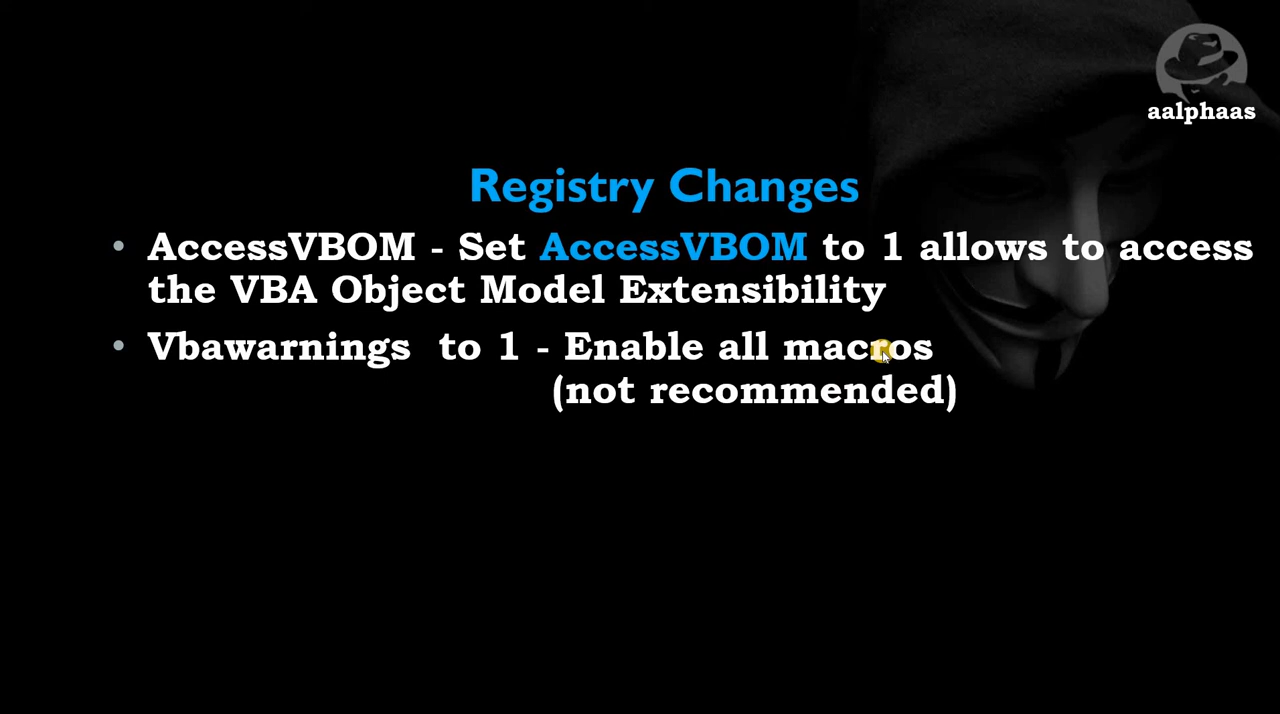 aalphaas
Registry Changes
• AccessVBOM - Set AccessVBOM to 1 allows to access
the VBA Object Model Extensibility
• Vbawarnings to 1 - Enable all macros
(not recommended)